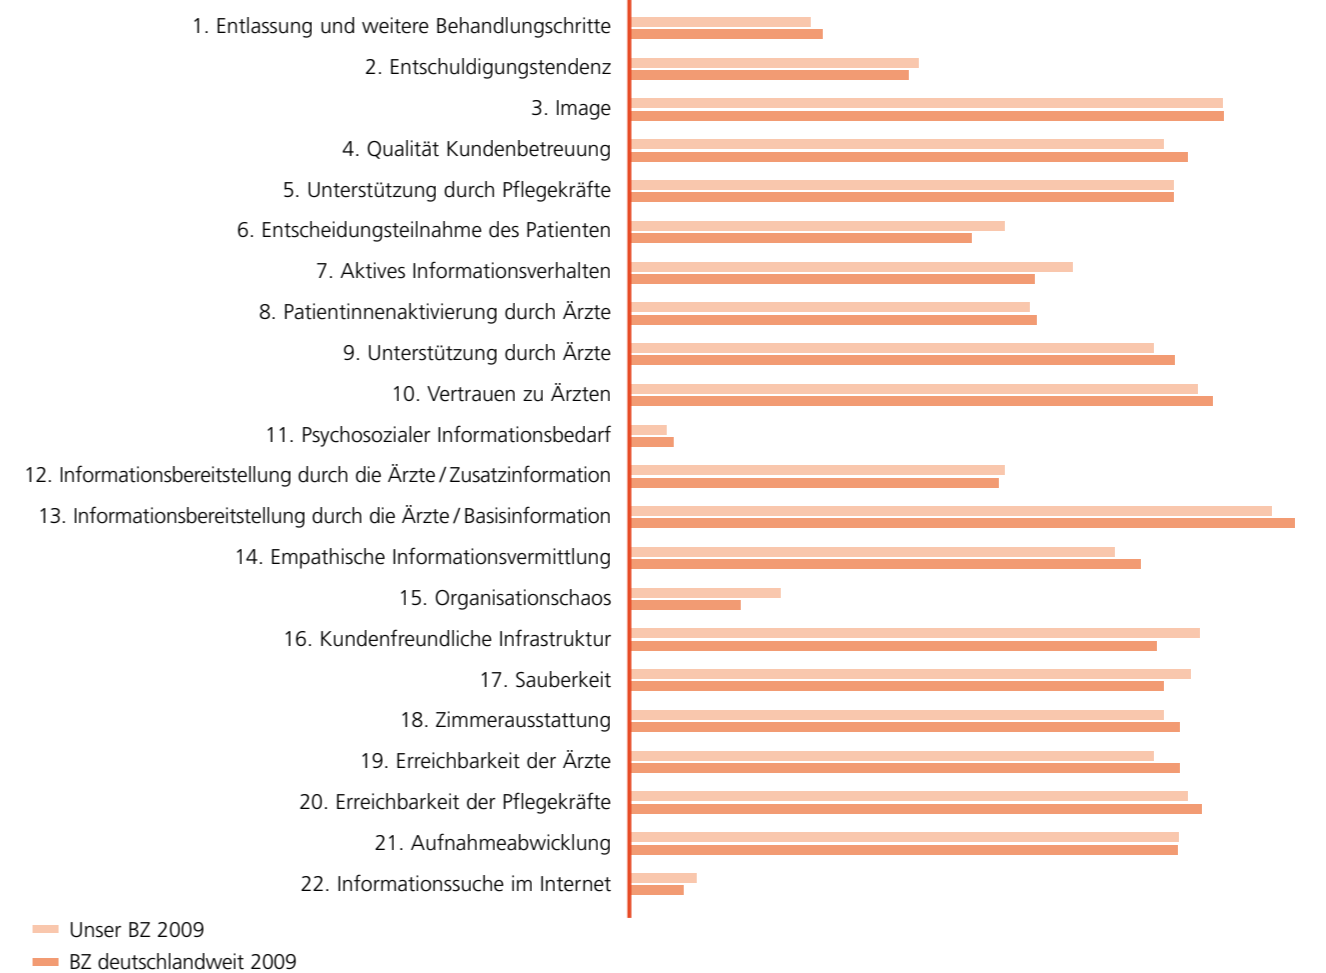 1. Entlassung und weitere Behandlungschritte
2. Entschuldigungstendenz
3. Image
4. Qualität Kundenbetreuung
5. Unterstützung durch Pflegekräfte
6. Entscheidungsteilnahme des Patienten
7. Aktives Informationsverhalten
8. Patientinnenaktivierung durch Ärzte
9. Unterstützung durch Ärzte
10. Vertrauen zu Ärzten
11. Psychosozialer Informationsbedarf
12. Informationsbereitstellung durch die Ärzte / Zusatzinformation
13. Informationsbereitstellung durch die Ärzte / Basisinformation
14. Empathische Informationsvermittlung
15. Organisationschaos
16. Kundenfreundliche Infrastruktur
17. Sauberkeit
18. Zimmerausstattung
19. Erreichbarkeit der Ärzte
20. Erreichbarkeit der Pflegekräfte
21. Aufnahmeabwicklung
22. Informationssuche im Internet
Unser BZ 2009
BZ deutschlandweit 2009